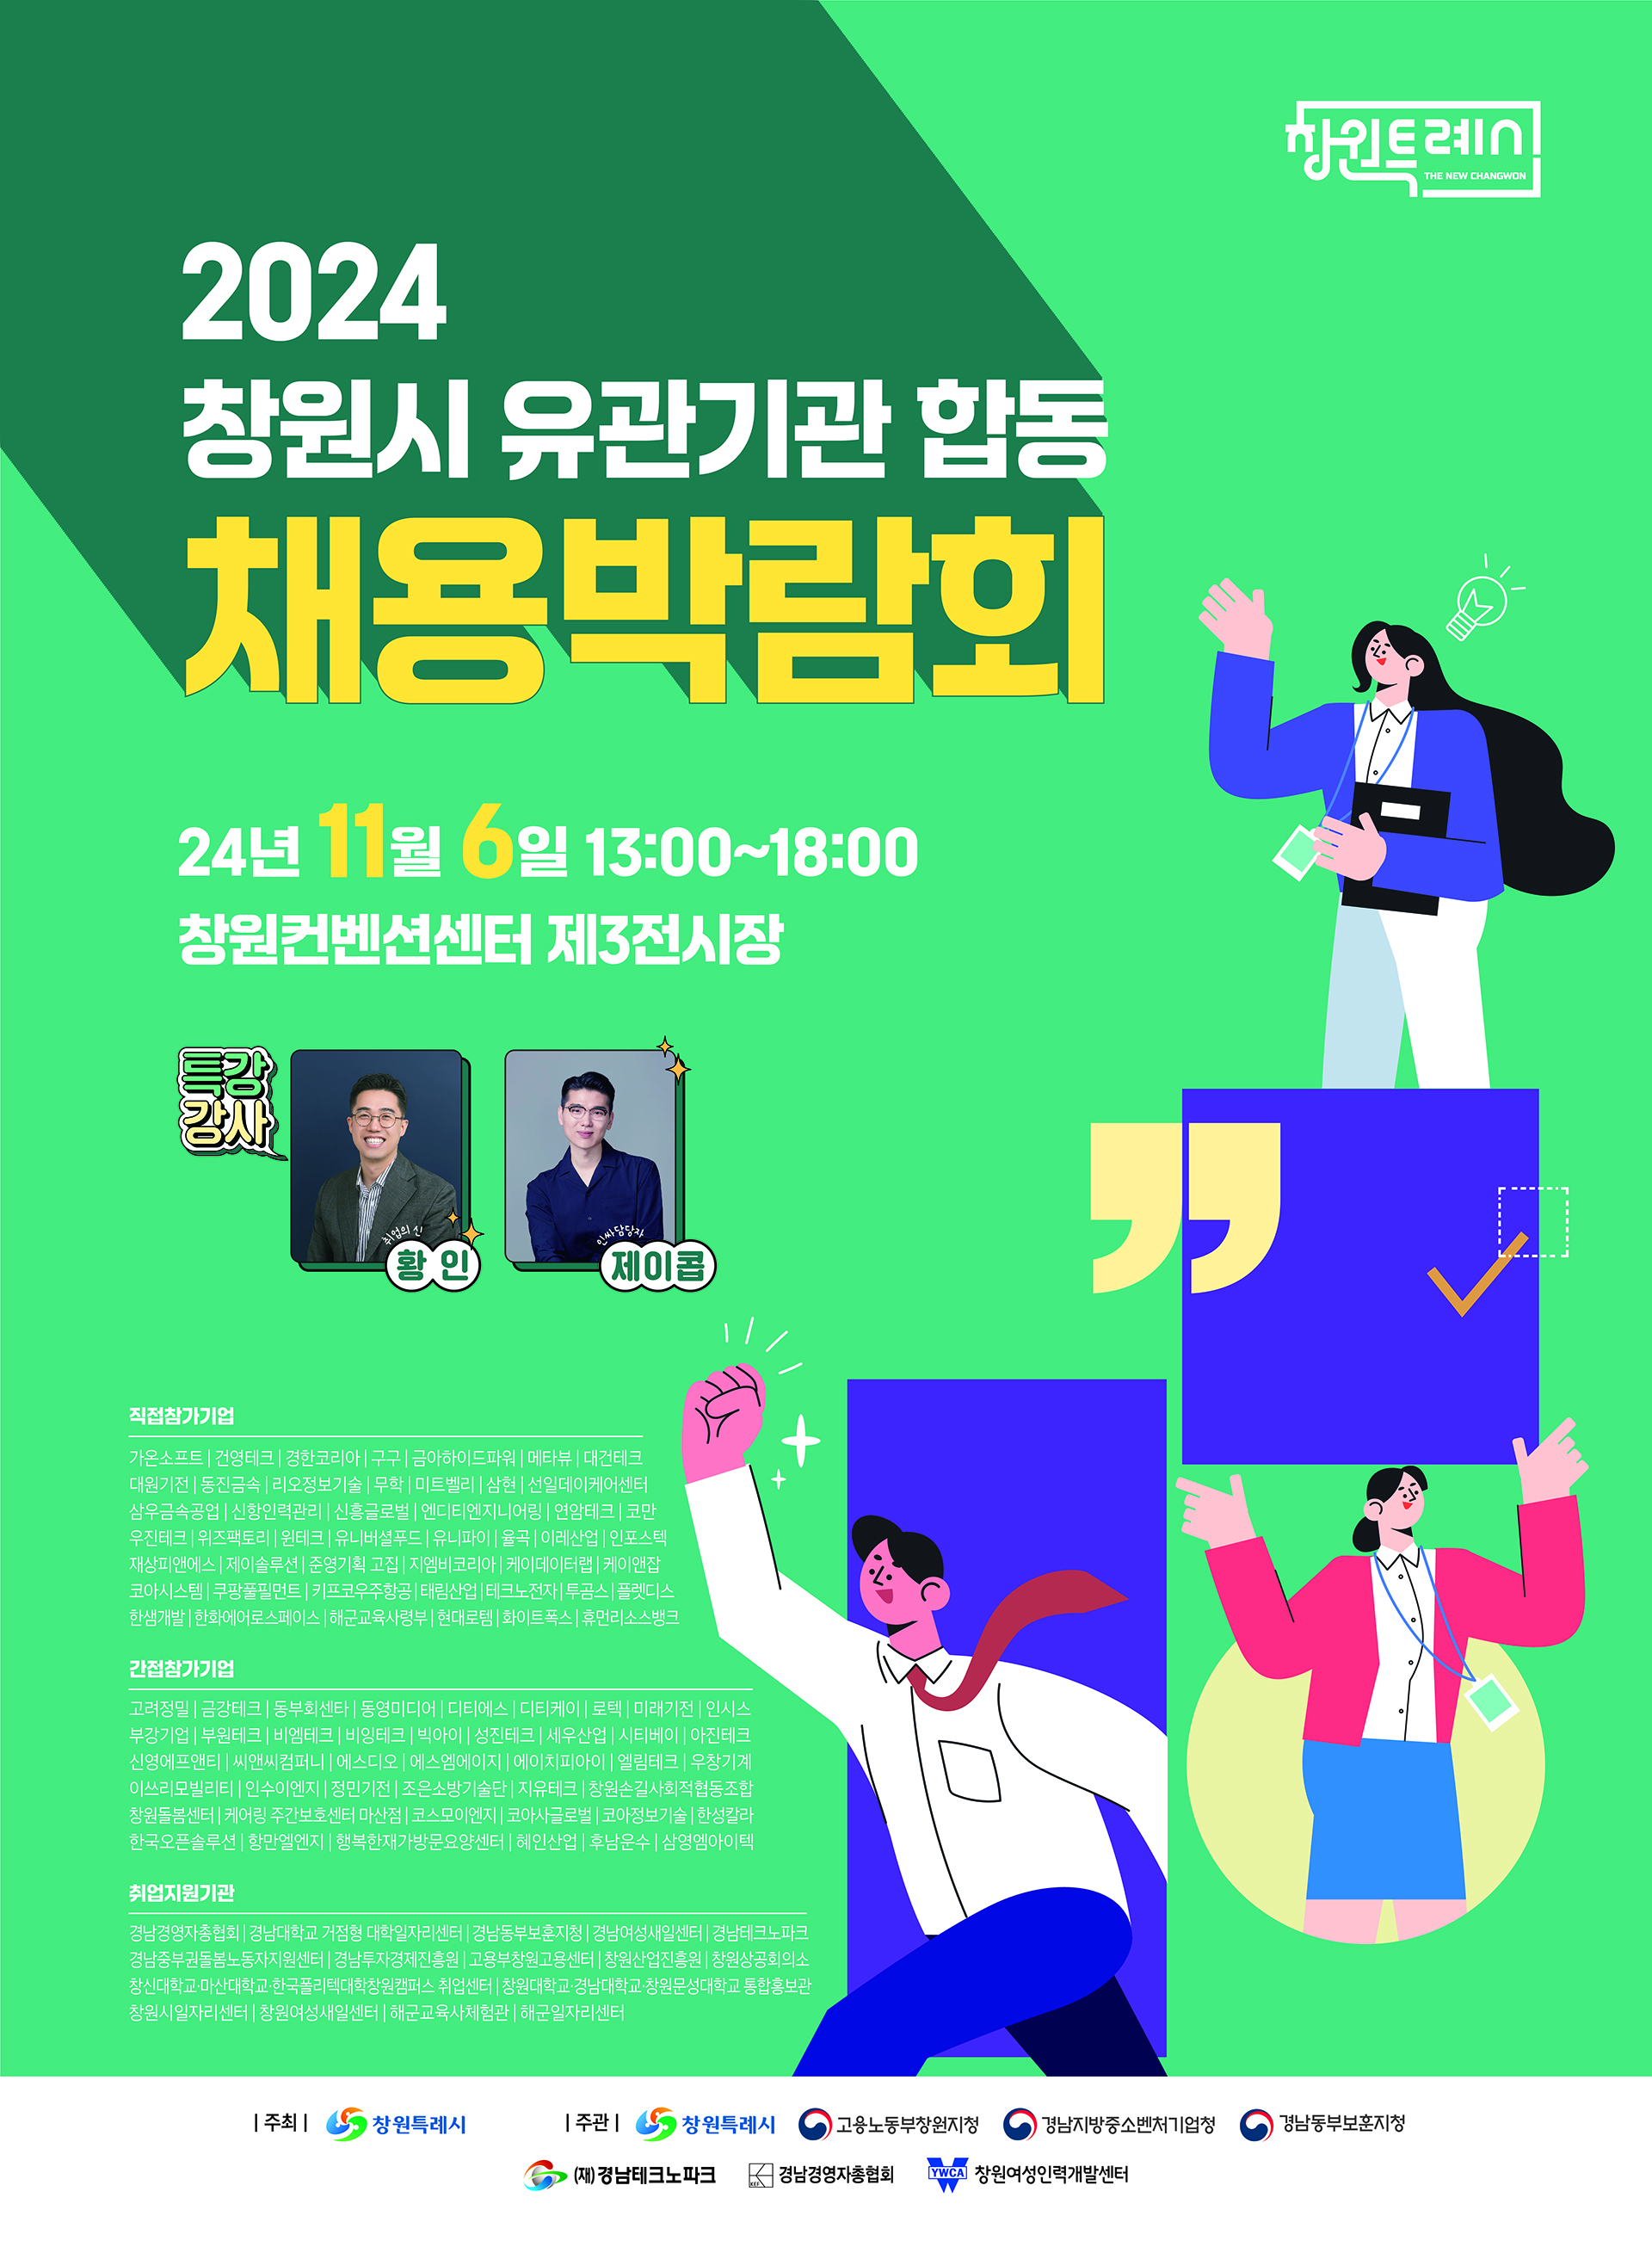 창원특례시
THE NEW CHANGWON
2024
창원시 유관기관 합동
채용박람회
24년 11월 6일 13:00~18:00
창원컨벤션센터 제3전시장
특강
강사
취업의 신
황 인
인싸담당자
제이콥
직접참가기업
가온소프트 | 건영테크 | 경한코리아 | 구구 | 금아하이드파워 | 메타뷰 | 대건테크
대원기전 | 동진금속 | 리오정보기술 | 무학 | 미트벨리 | 삼현 | 선일데이케어센터
삼우금속공업 | 신항인력관리 | 신흥글로벌 | 엔디티엔지니어링 | 연암테크 | 코만
우진테크 | 위즈팩토리 | 윈테크 | 유니버셜푸드 | 유니파이 | 율곡 | 이레산업 | 인포스텍
재상피앤에스 | 제이솔루션 | 준영기획 고집 | 지엠비코리아 | 케이데이터랩 | 케이앤잡
코아시스템 | 쿠팡풀필먼트 | 키프코우주항공 | 태림산업 | 테크노전자 | 투곰스 | 플렛디스
한샘개발 | 한화에어로스페이스 | 해군교육사령부 | 현대로템 | 화이트폭스 | 휴먼리소스뱅크
간접참가기업
고려정밀 | 금강테크 | 동부회센타 | 동영미디어 | 디티에스 | 디티케이 | 로텍 | 미래기전 | 인시스
부강기업 | 부원테크 | 비엠테크 | 비잉테크 | 빅아이 | 성진테크 | 세우산업 | 시티베이 | 아진테크
신영에프앤티 | 씨앤씨컴퍼니 | 에스디오 | 에스엠에이지 | 에이치피아이 | 엘림테크 | 우창기계
이쓰리모빌리티 | 인수이엔지 | 정민기전 | 조은소방기술단 | 지유테크 | 창원손길사회적협동조합
창원돌봄센터 | 케어링 주간보호센터 마산점 | 코스모이엔지 | 코아사글로벌 | 코아정보기술 | 한성칼라
한국오픈솔루션 | 항만엘엔지 | 행복한재가방문요양센터 | 혜인산업 | 후남운수 | 삼영엠아이텍
취업지원기관
경남경영자총협회 | 경남대학교 거점형 대학일자리센터 | 경남동부보훈지청 | 경남여성새일센터 | 경남테크노파크
경남중부권돌봄노동자지원센터 | 경남투자경제진흥원 | 고용부창원고용센터 | 창원산업진흥원 | 창원상공회의소
창신대학교·마산대학교·한국폴리텍대학창원캠퍼스 취업센터 | 창원대학교·경남대학교·창원문성대학교 통합홍보관
창원시일자리센터 | 창원여성새일센터 | 해군교육사체험관 | 해군일자리센터
| 주최 | 창원특례시 | 주관 | 창원특례시 고용노동부창원지청 경남지방중소벤처기업청 경남동부보훈지청
(재)경남테크노파크 KEF 경남경영자총협회 YWCA 창원여성인력개발센터